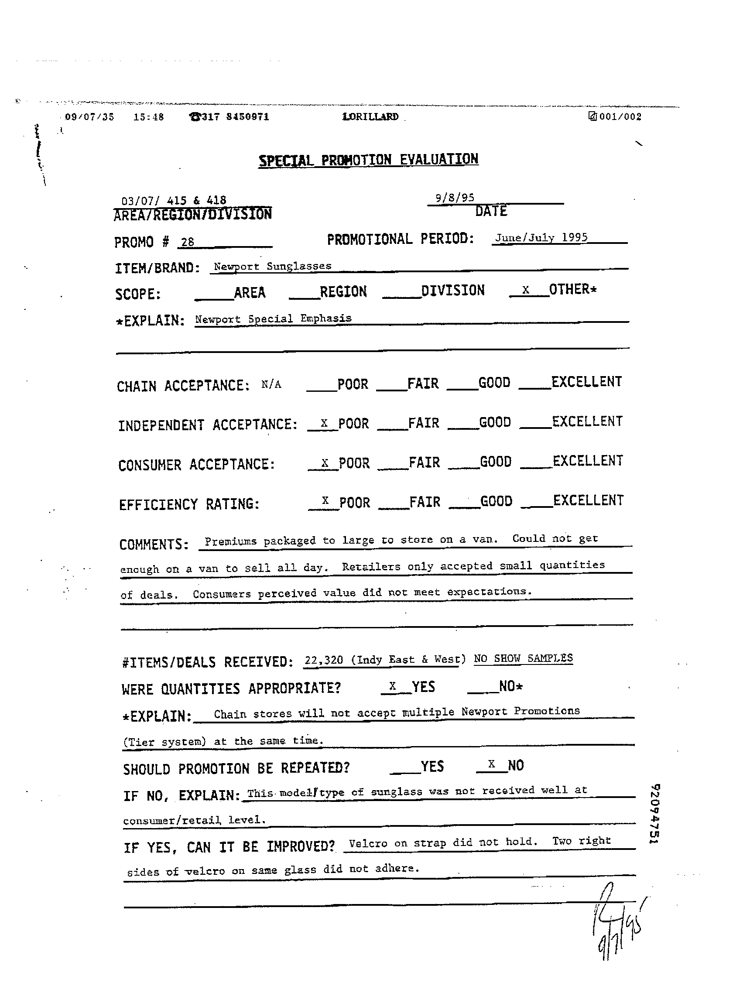 09/07/35 15:48 ☎317 8450971 LORILLARD 001/002
SPECIAL PROMOTION EVALUATION
03/07/ 415 & 418 9/8/95
AREA/REGION/DIVISION DATE
PROMO # 28 PROMOTIONAL PERIOD: June/July 1995
ITEM/BRAND: Newport Sunglasses
SCOPE: ____AREA ____REGION ____DIVISION _X_OTHER*
*EXPLAIN: Newport Special Emphasis
CHAIN ACCEPTANCE: N/A ____POOR ____FAIR ____GOOD ____EXCELLENT
INDEPENDENT ACCEPTANCE: _X_POOR ____FAIR ____GOOD ____EXCELLENT
CONSUMER ACCEPTANCE: _X_POOR ____FAIR ____GOOD ____EXCELLENT
EFFICIENCY RATING: _X_POOR ____FAIR ____GOOD ____EXCELLENT
COMMENTS: Premiums packaged to large to store on a van. Could not get
enough on a van to sell all day. Retailers only accepted small quantities
of deals. Consumers perceived value did not meet expectations.
#ITEMS/DEALS RECEIVED: 22,320 (Indy East & West) NO SHOW SAMPLES
WERE QUANTITIES APPROPRIATE? _X_YES ____NO*
*EXPLAIN: Chain stores will not accept multiple Newport Promotions
(Tier system) at the same time.
SHOULD PROMOTION BE REPEATED? ____YES _X_NO
IF NO, EXPLAIN: This model/type of sunglass was not received well at
consumer/retail level.
IF YES, CAN IT BE IMPROVED? Velcro on strap did not hold. Two right
sides of velcro on same glass did not adhere.
92094751
9/7/95